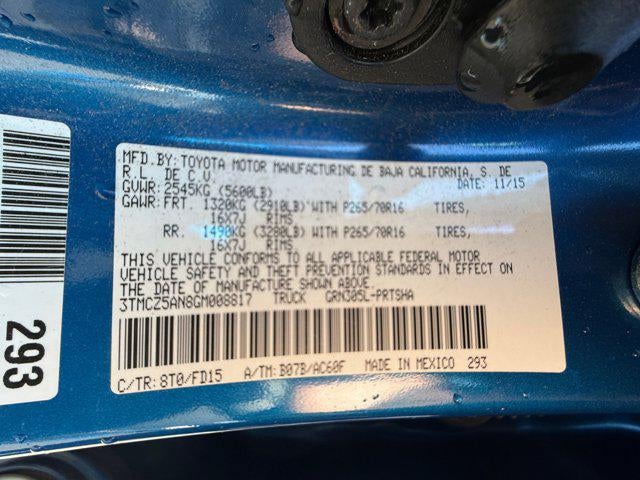 MFD.BY: TOYOTA MOTOR MANUFACTURING DE BAJA CALIFORNIA, S. DE
R.L. DE C.V. DATE: 11/15
GVWR: 2545KG (5600LB)
GAWR: FRT. 1320KG (2910LB) WITH P265/70R16 TIRES,
16X7J RIMS
RR. 1490KG (3280LB) WITH P265/70R16 TIRES,
16X7J RIMS
THIS VEHICLE CONFORMS TO ALL APPLICABLE FEDERAL MOTOR
VEHICLE SAFETY AND THEFT PREVENTION STANDARDS IN EFFECT ON
THE DATE OF MANUFACTURE SHOWN ABOVE.
3TMCZ5AN8GM008817 TRUCK GRN305L-PRTSHA
C/TR: 8T0/FD15 A/TM: B07B/AC60F MADE IN MEXICO 293
293